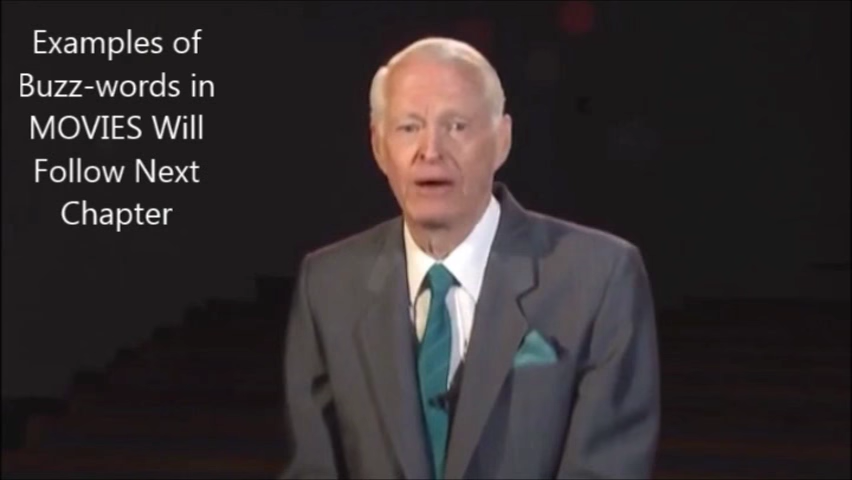 Examples of
Buzz-words in
MOVIES Will
Follow Next
Chapter